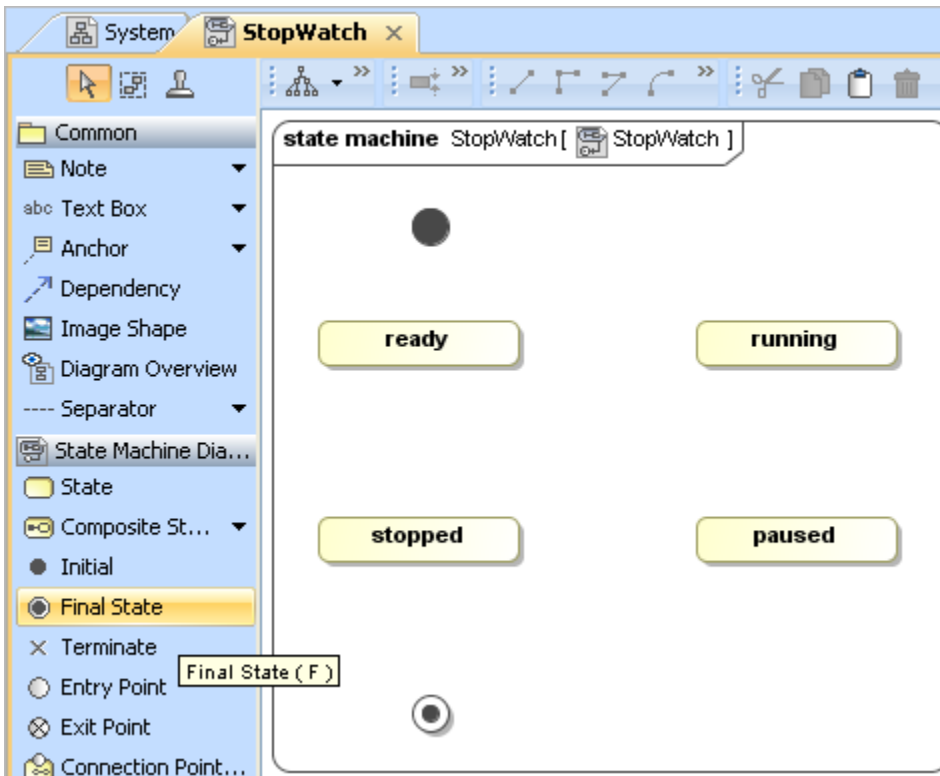 System
StopWatch
Common
state machine StopWatch[ StopWatch ]
Note
abc Text Box
Anchor
Dependency
Image Shape
Diagram Overview
Separator
State Machine Dia...
State
Composite St...
Initial
Final State
Terminate
Final State ( F )
Entry Point
Exit Point
Connection Point...
ready
running
stopped
paused